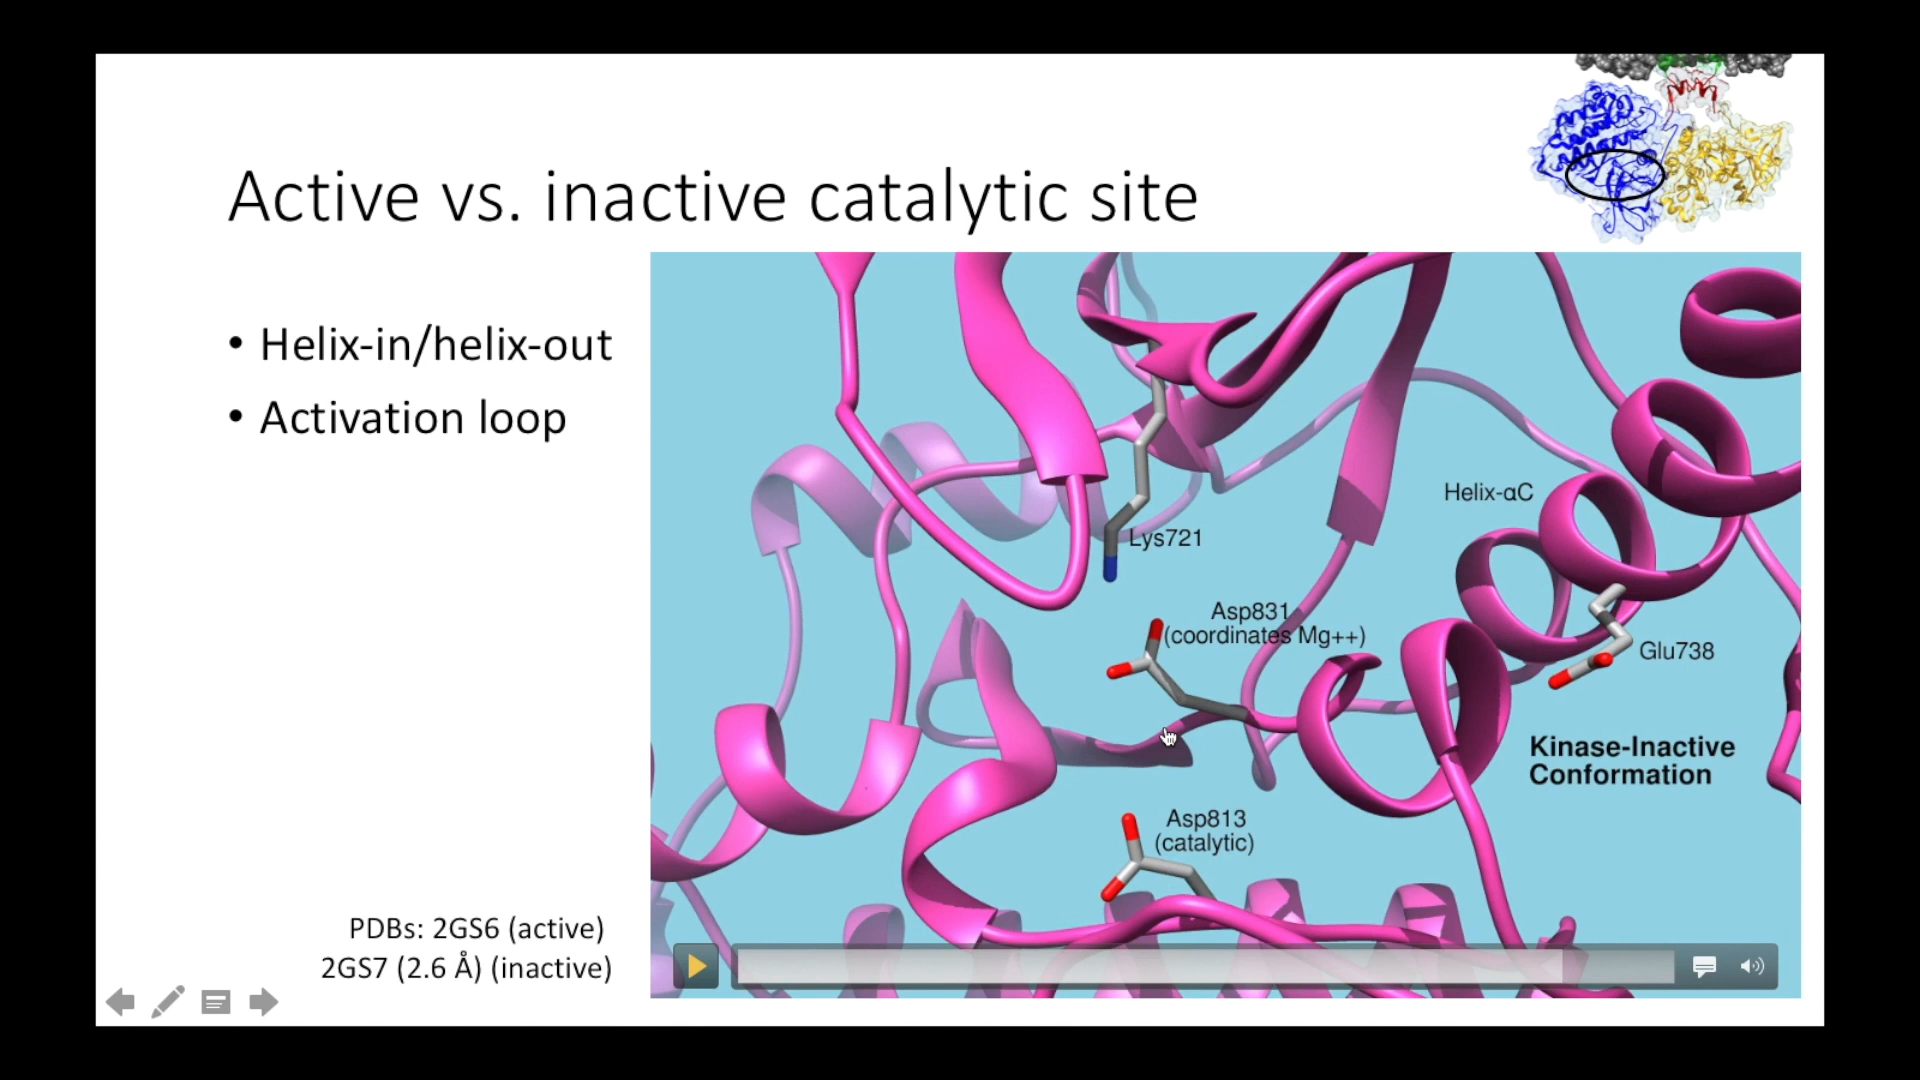 Active vs. inactive catalytic site
• Helix-in/helix-out
• Activation loop
Helix-αC
Lys721
Asp831
(coordinates Mg++)
Glu738
Kinase-Inactive
Conformation
Asp813
(catalytic)
PDBs: 2GS6 (active)
2GS7 (2.6 Å) (inactive)